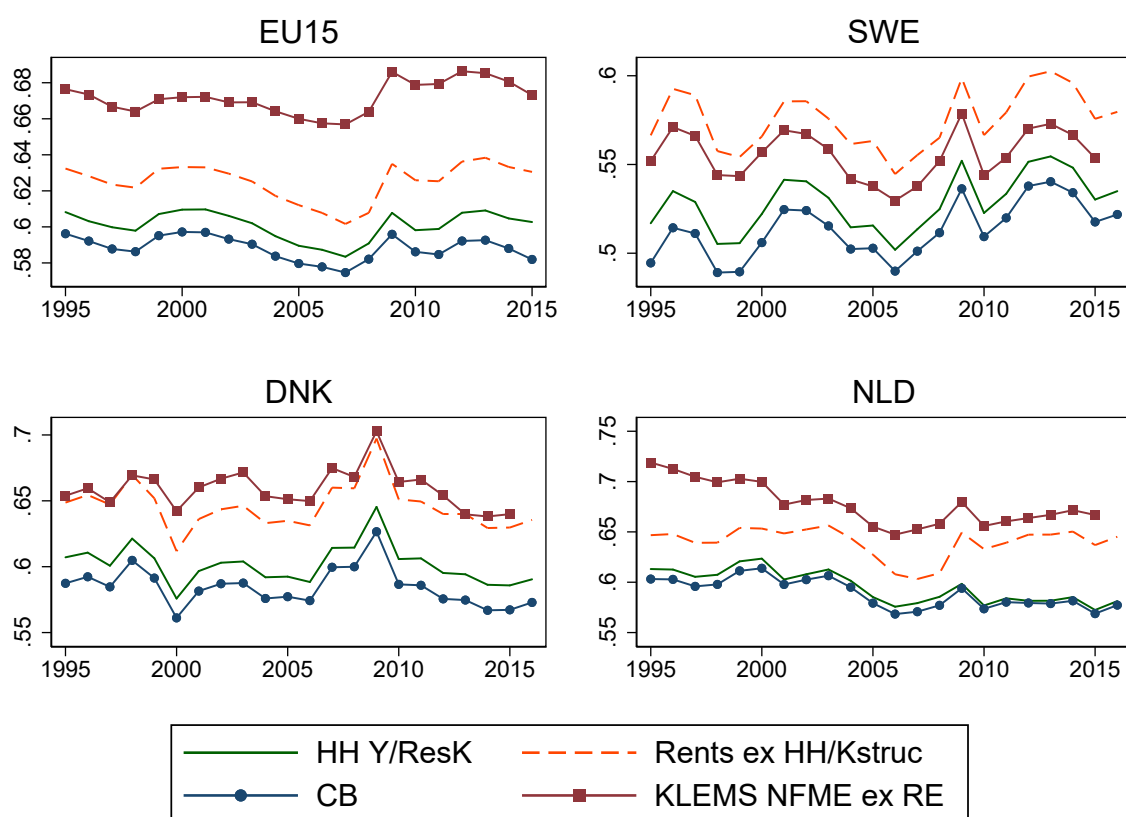 EU15
SWE
.68
.66
.64
.62
.6
.58
1995 2000 2005 2010 2015
.6
.55
.5
1995 2000 2005 2010 2015
DNK
NLD
.7
.65
.6
.55
1995 2000 2005 2010 2015
.75
.7
.65
.6
.55
1995 2000 2005 2010 2015
HH Y/ResK
Rents ex HH/Kstruc
CB
KLEMS NFME ex RE